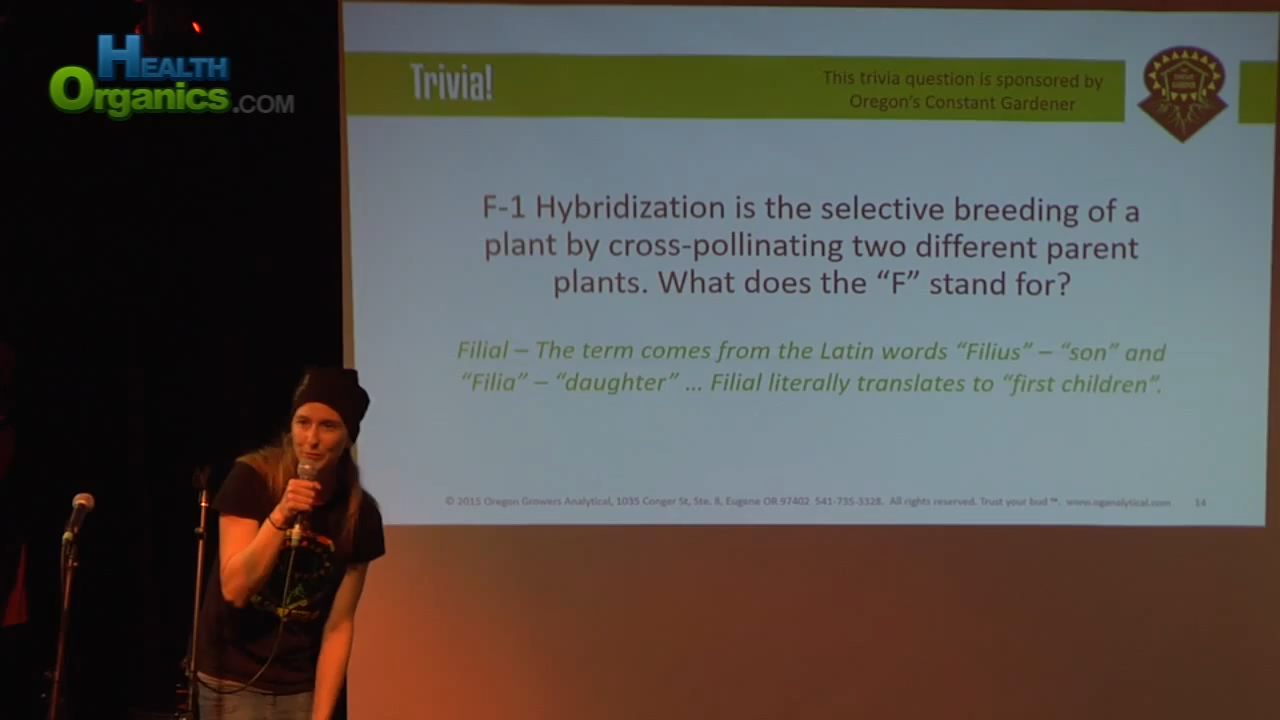 Health
Organics.com
Trivia!
This trivia question is sponsored by
Oregon's Constant Gardener
CONSTANT
GARDENER
F-1 Hybridization is the selective breeding of a
plant by cross-pollinating two different parent
plants. What does the “F” stand for?
Filial – The term comes from the Latin words “Filius” – “son” and
“Filia” – “daughter” ... Filial literally translates to “first children”.
© 2015 Oregon Growers Analytical, 1035 Conger St, Ste. 8, Eugene OR 97402 541-735-3328. All rights reserved. Trust your bud ™. www.oganalytical.com 14